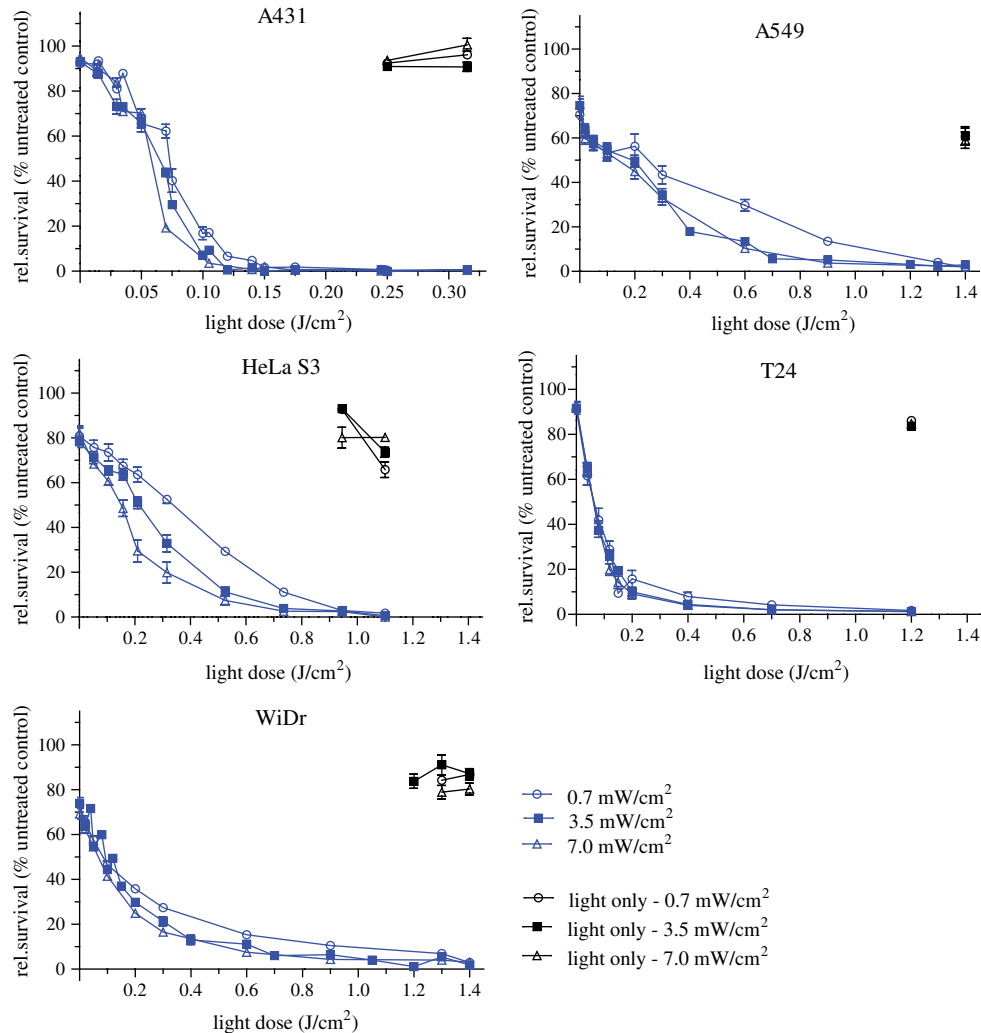 A431
rel.survival (% untreated control)
100
80
60
40
20
0
0.05 0.10 0.15 0.20 0.25 0.30
light dose (J/cm²)
A549
rel.survival (% untreated control)
100
80
60
40
20
0
0.2 0.4 0.6 0.8 1.0 1.2 1.4
light dose (J/cm²)
HeLa S3
rel.survival (% untreated control)
100
80
60
40
20
0
0.2 0.4 0.6 0.8 1.0 1.2 1.4
light dose (J/cm²)
T24
rel.survival (% untreated control)
100
80
60
40
20
0
0.2 0.4 0.6 0.8 1.0 1.2 1.4
light dose (J/cm²)
WiDr
rel.survival (% untreated control)
100
80
60
40
20
0
0.2 0.4 0.6 0.8 1.0 1.2 1.4
light dose (J/cm²)
0.7 mW/cm²
3.5 mW/cm²
7.0 mW/cm²
light only - 0.7 mW/cm²
light only - 3.5 mW/cm²
light only - 7.0 mW/cm²